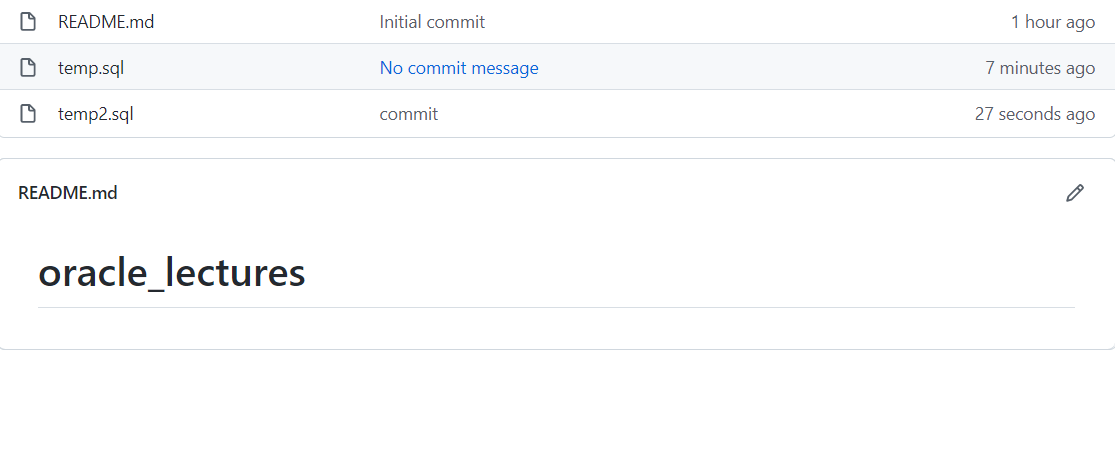 README.md Initial commit 1 hour ago
temp.sql No commit message 7 minutes ago
temp2.sql commit 27 seconds ago
README.md
oracle_lectures